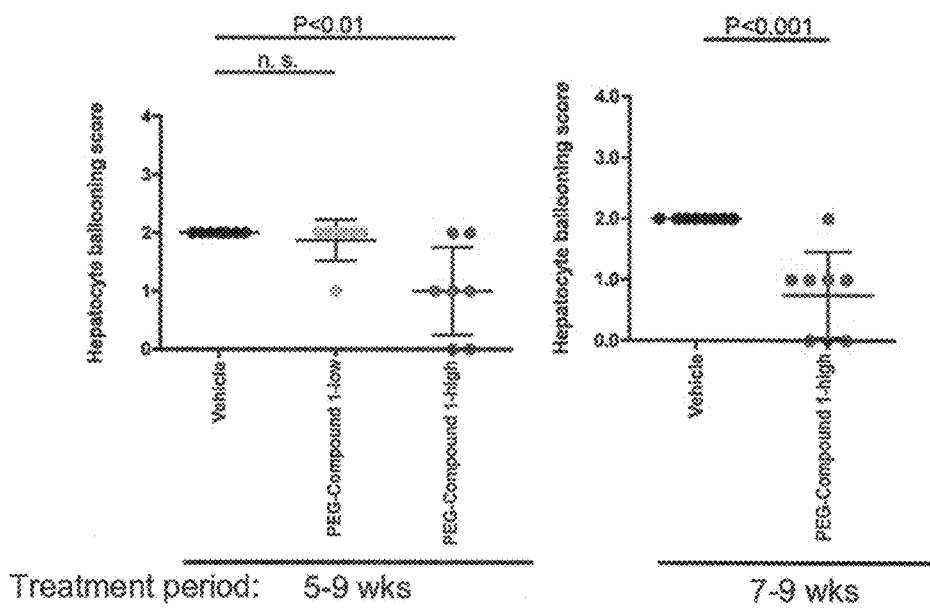 P<0.01
n. s.
Hepatocyte ballooning score
4
3
2
1
0
Vehicle
PEG-Compound 1-low
PEG-Compound 1-high
P<0.001
Hepatocyte ballooning score
4.0
3.0
2.0
1.0
0.0
Vehicle
PEG-Compound 1-high
Treatment period: 5-9 wks
7-9 wks